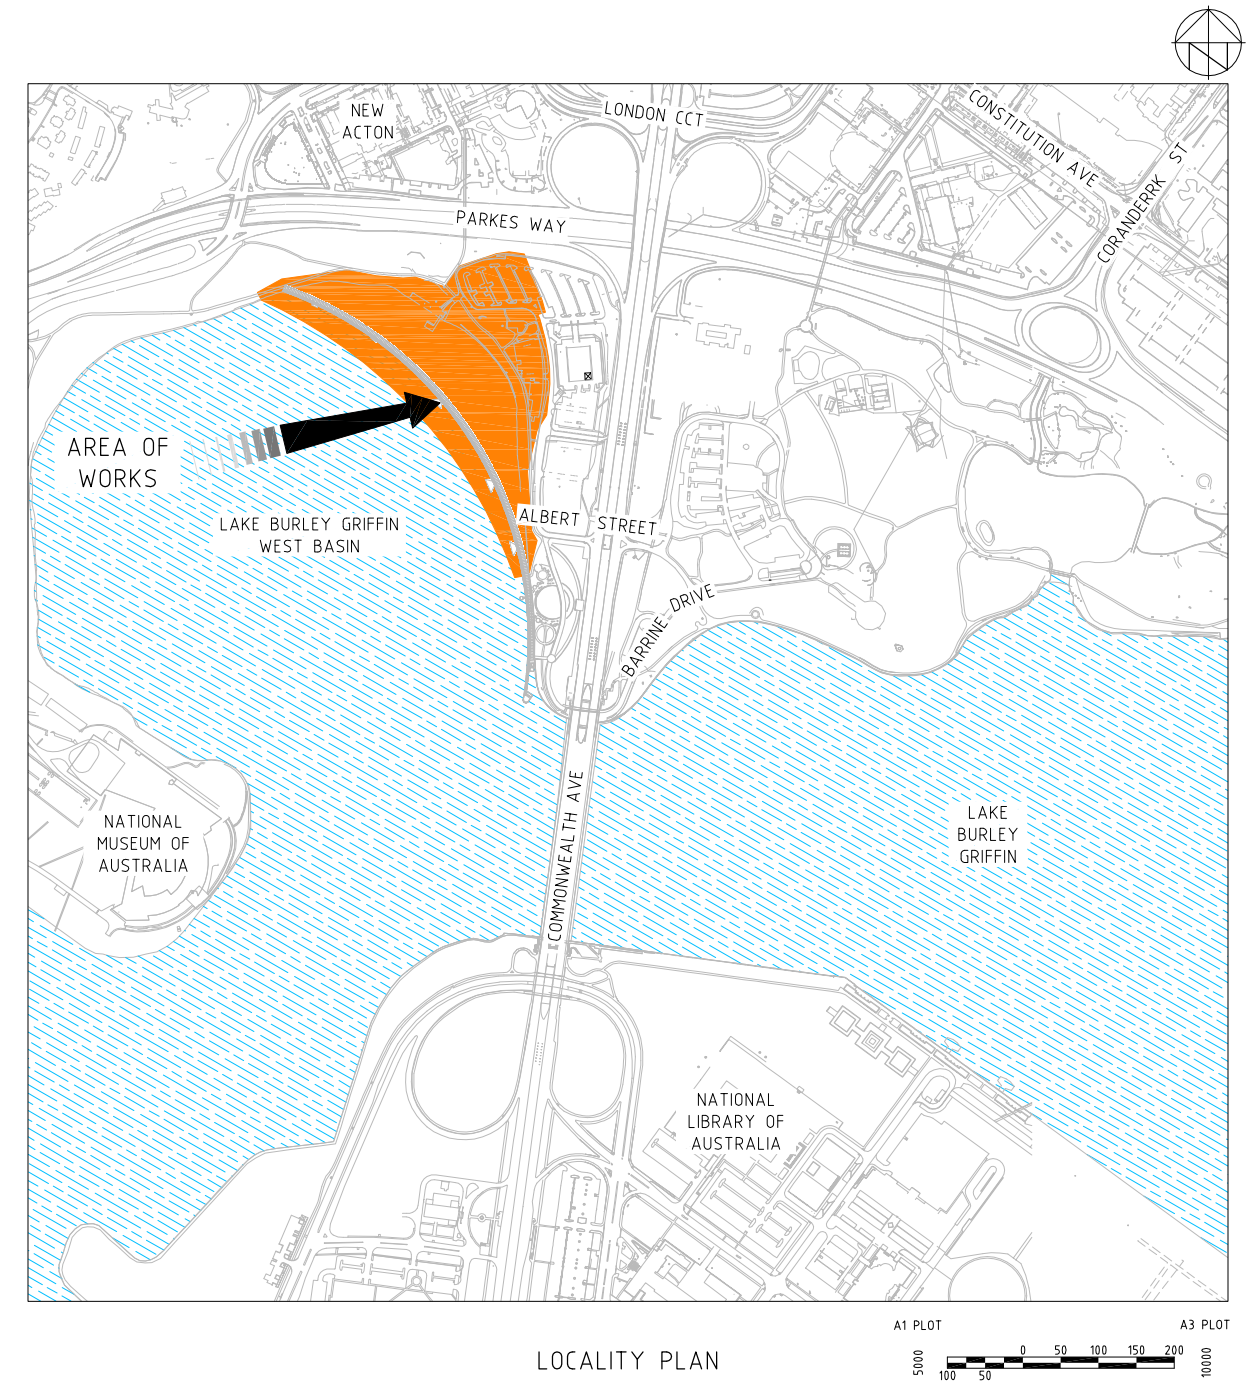 N
NEW
ACTON
LONDON CCT
CONSTITUTION AVE
CORANDERRK ST
PARKES WAY
AREA OF
WORKS
LAKE BURLEY GRIFFIN
WEST BASIN
ALBERT STREET
BARRINE DRIVE
NATIONAL
MUSEUM OF
AUSTRALIA
COMMONWEALTH AVE
LAKE
BURLEY
GRIFFIN
NATIONAL
LIBRARY OF
AUSTRALIA
LOCALITY PLAN
A1 PLOT
A3 PLOT
5000
0 50 100 150 200
100 50
10000